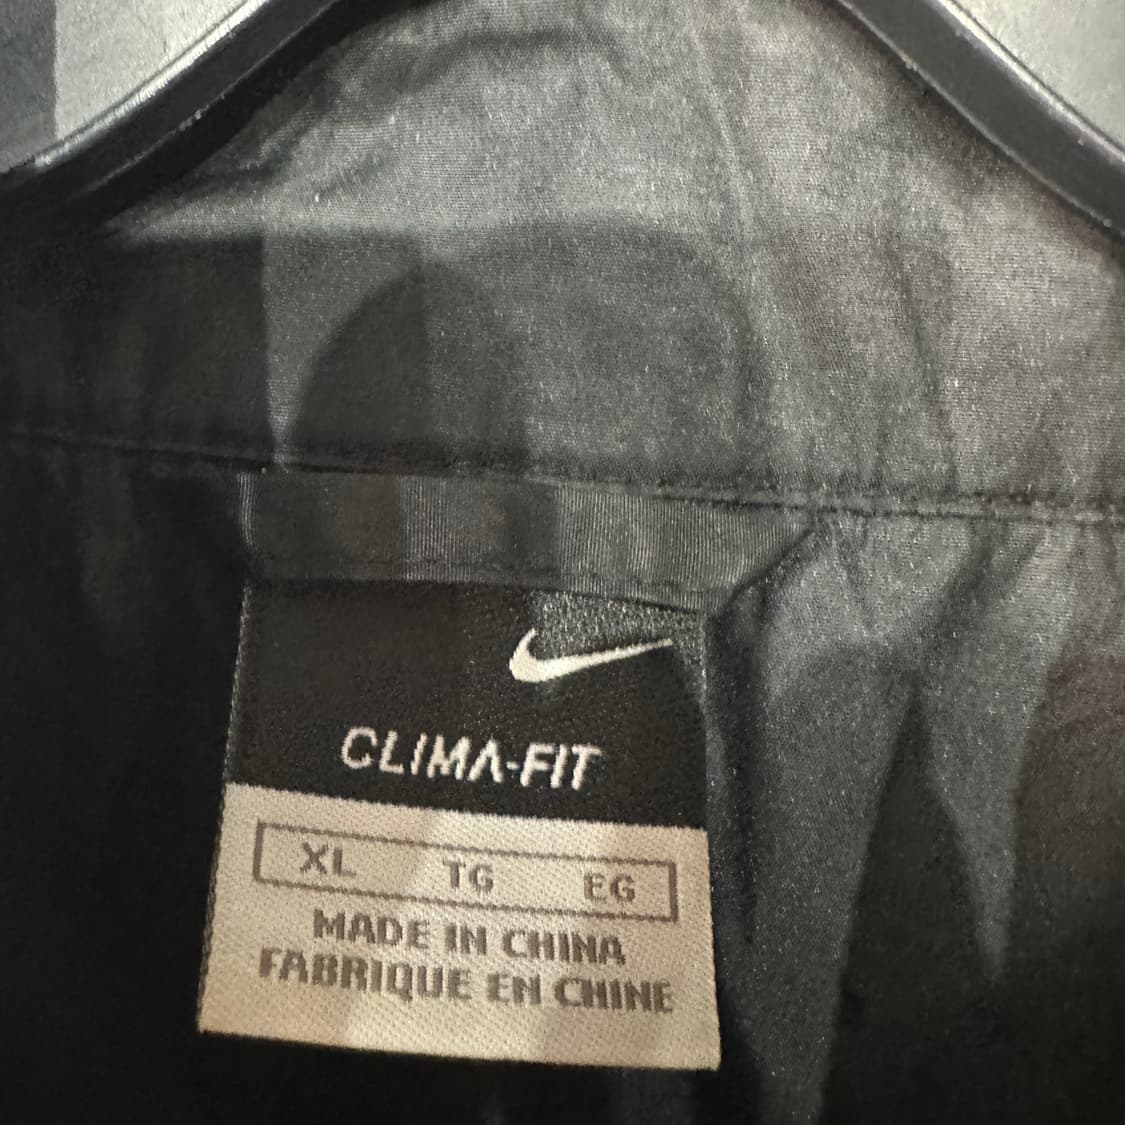 CLIMA-FIT
XL TG EG
MADE IN CHINA
FABRIQUE EN CHINE